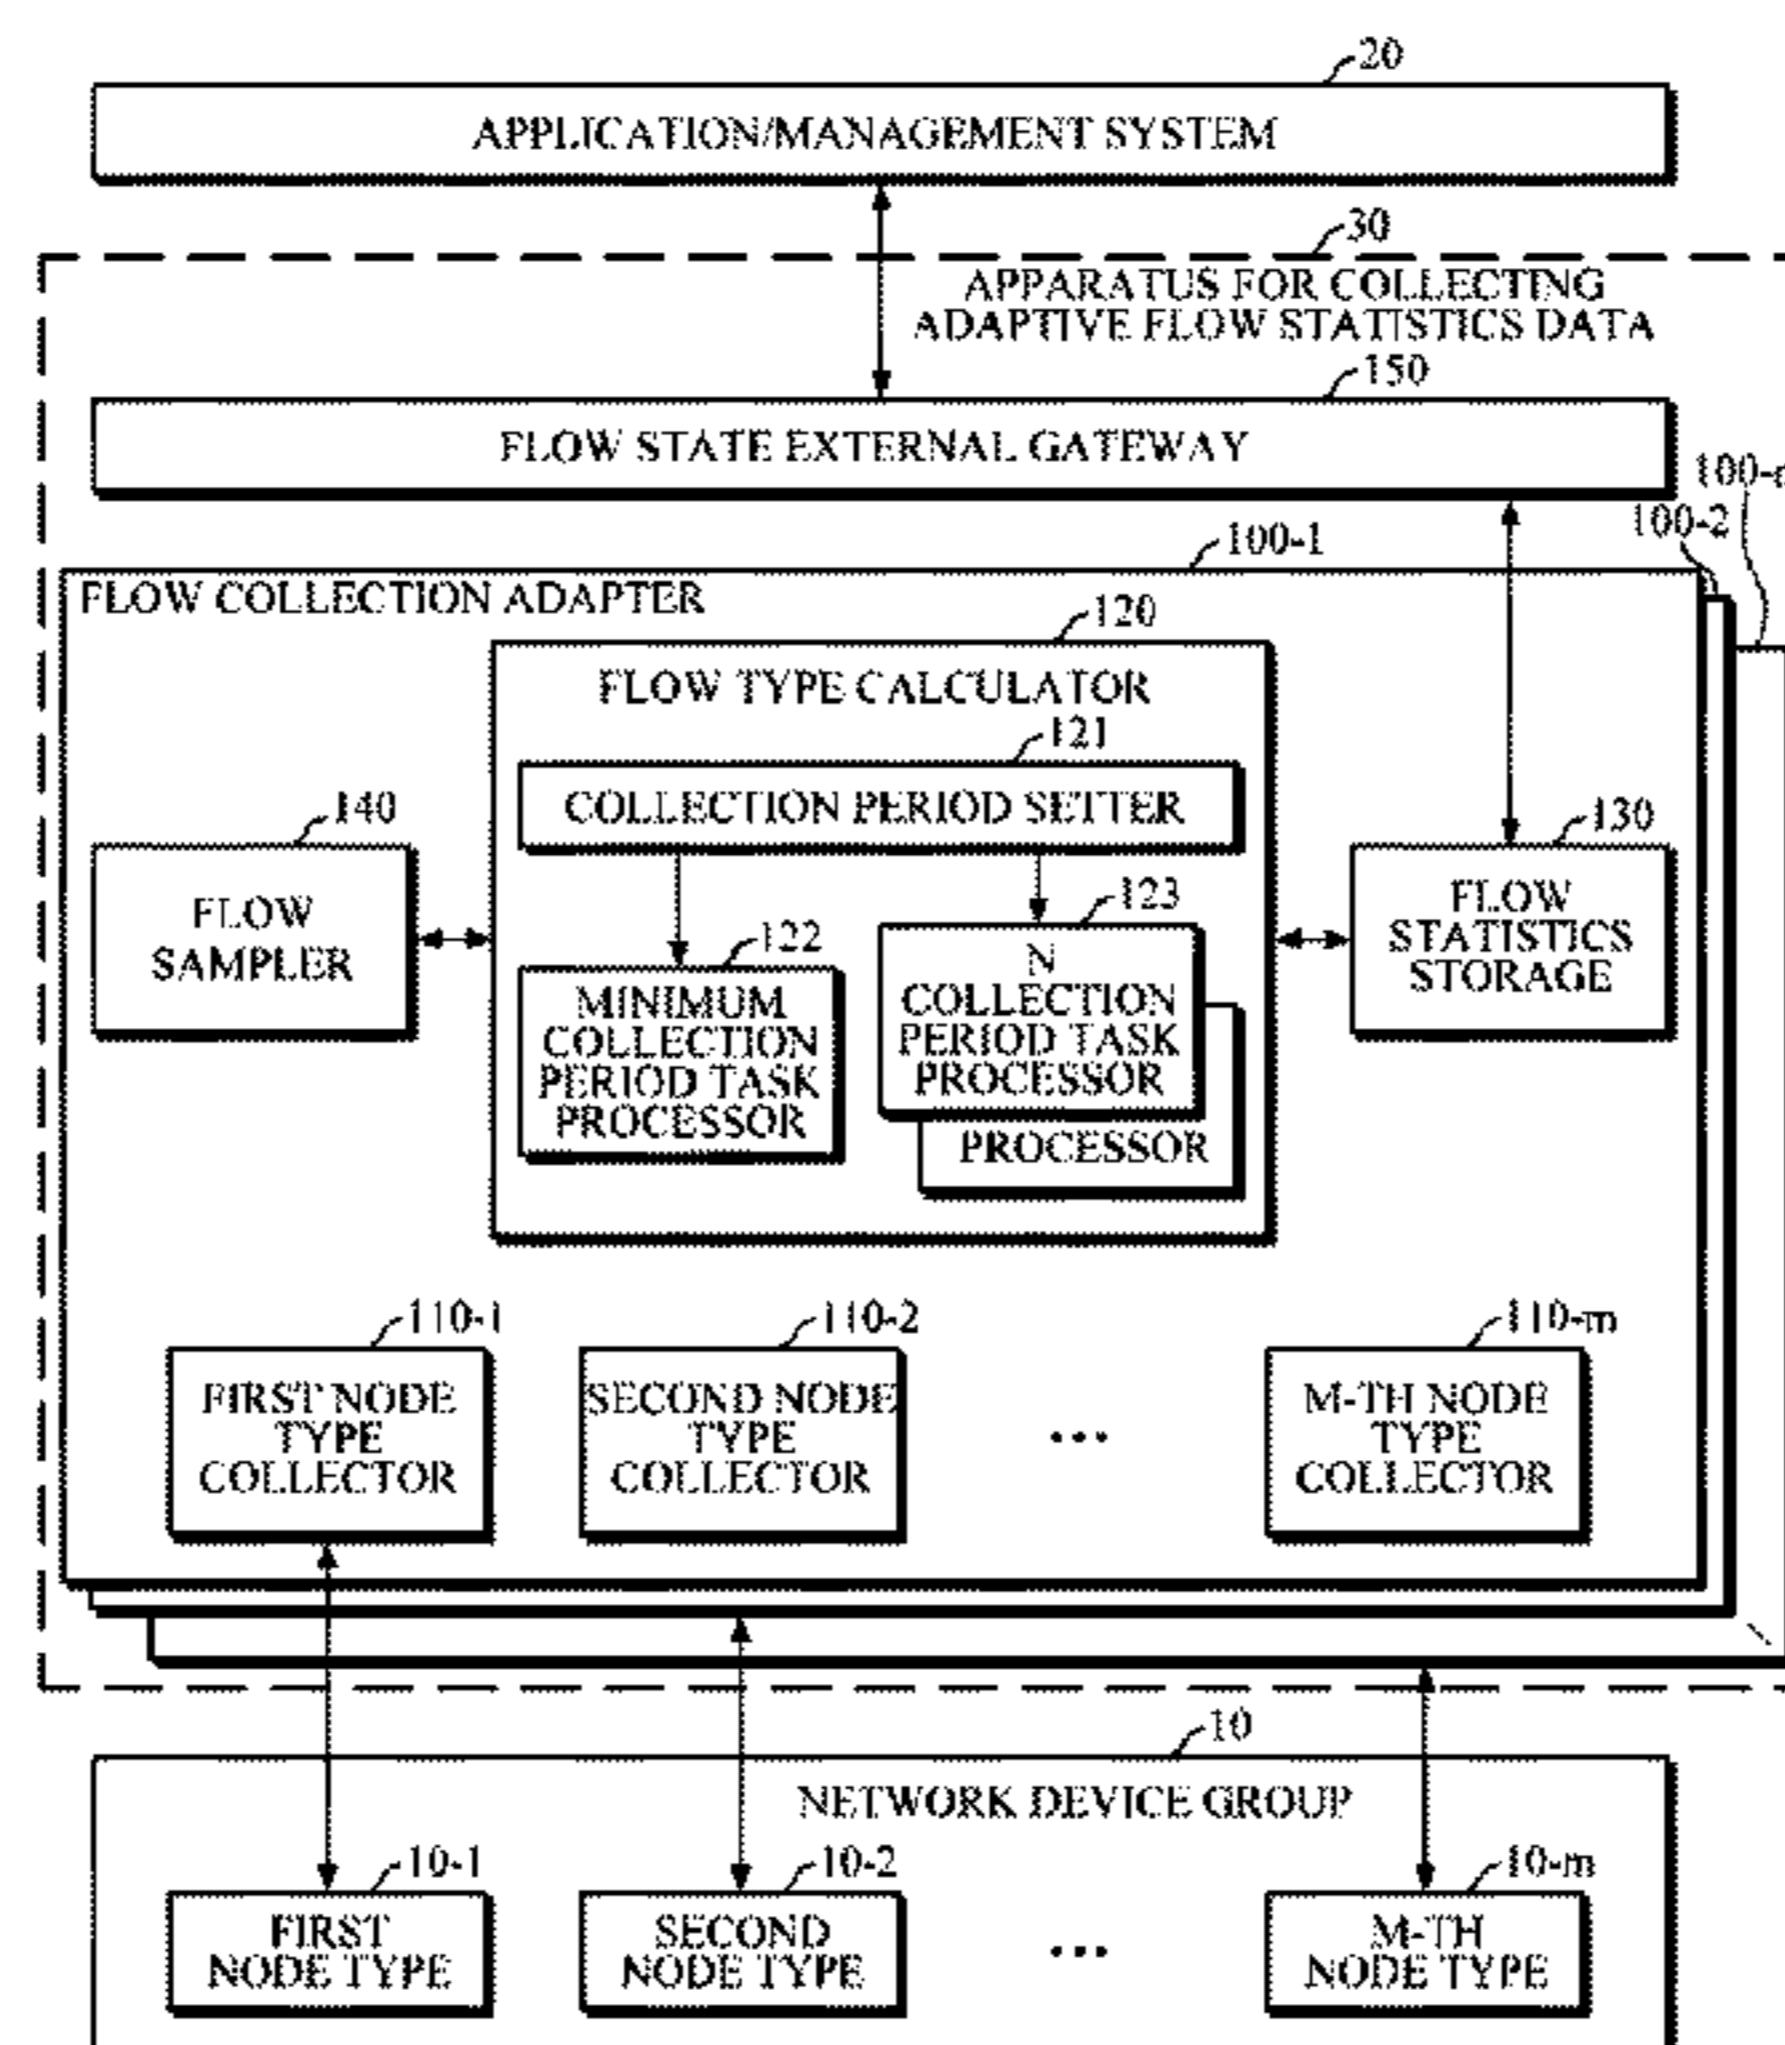 20
APPLICATION/MANAGEMENT SYSTEM
30
APPARATUS FOR COLLECTING
ADAPTIVE FLOW STATISTICS DATA
150
FLOW STATE EXTERNAL GATEWAY
100-2
100-1
FLOW COLLECTION ADAPTER
120
FLOW TYPE CALCULATOR
121
COLLECTION PERIOD SETTER
140
FLOW
SAMPLER
122
MINIMUM
COLLECTION
PERIOD TASK
PROCESSOR
123
N
COLLECTION
PERIOD TASK
PROCESSOR
PROCESSOR
130
FLOW
STATISTICS
STORAGE
110-1
FIRST NODE
TYPE
COLLECTOR
110-2
SECOND NODE
TYPE
COLLECTOR
...
110-m
M-TH NODE
TYPE
COLLECTOR
10
NETWORK DEVICE GROUP
10-1
FIRST
NODE TYPE
10-2
SECOND
NODE TYPE
...
10-m
M-TH
NODE TYPE